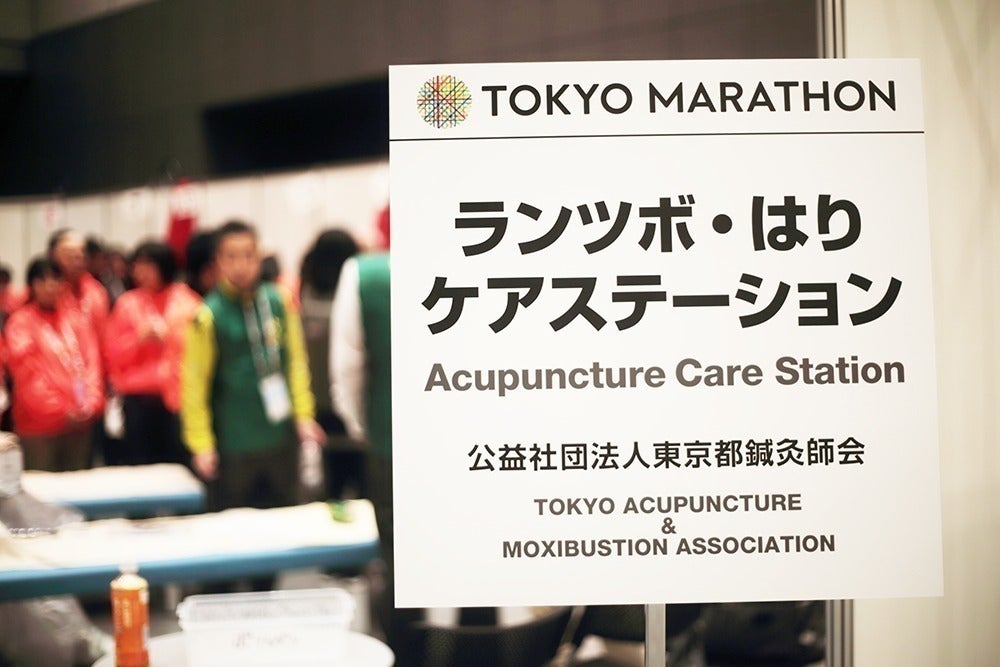 TOKYO MARATHON
ランツボ・はり
ケアステーション
Acupuncture Care Station
公益社団法人東京都鍼灸師会
TOKYO ACUPUNCTURE
&
MOXIBUSTION ASSOCIATION